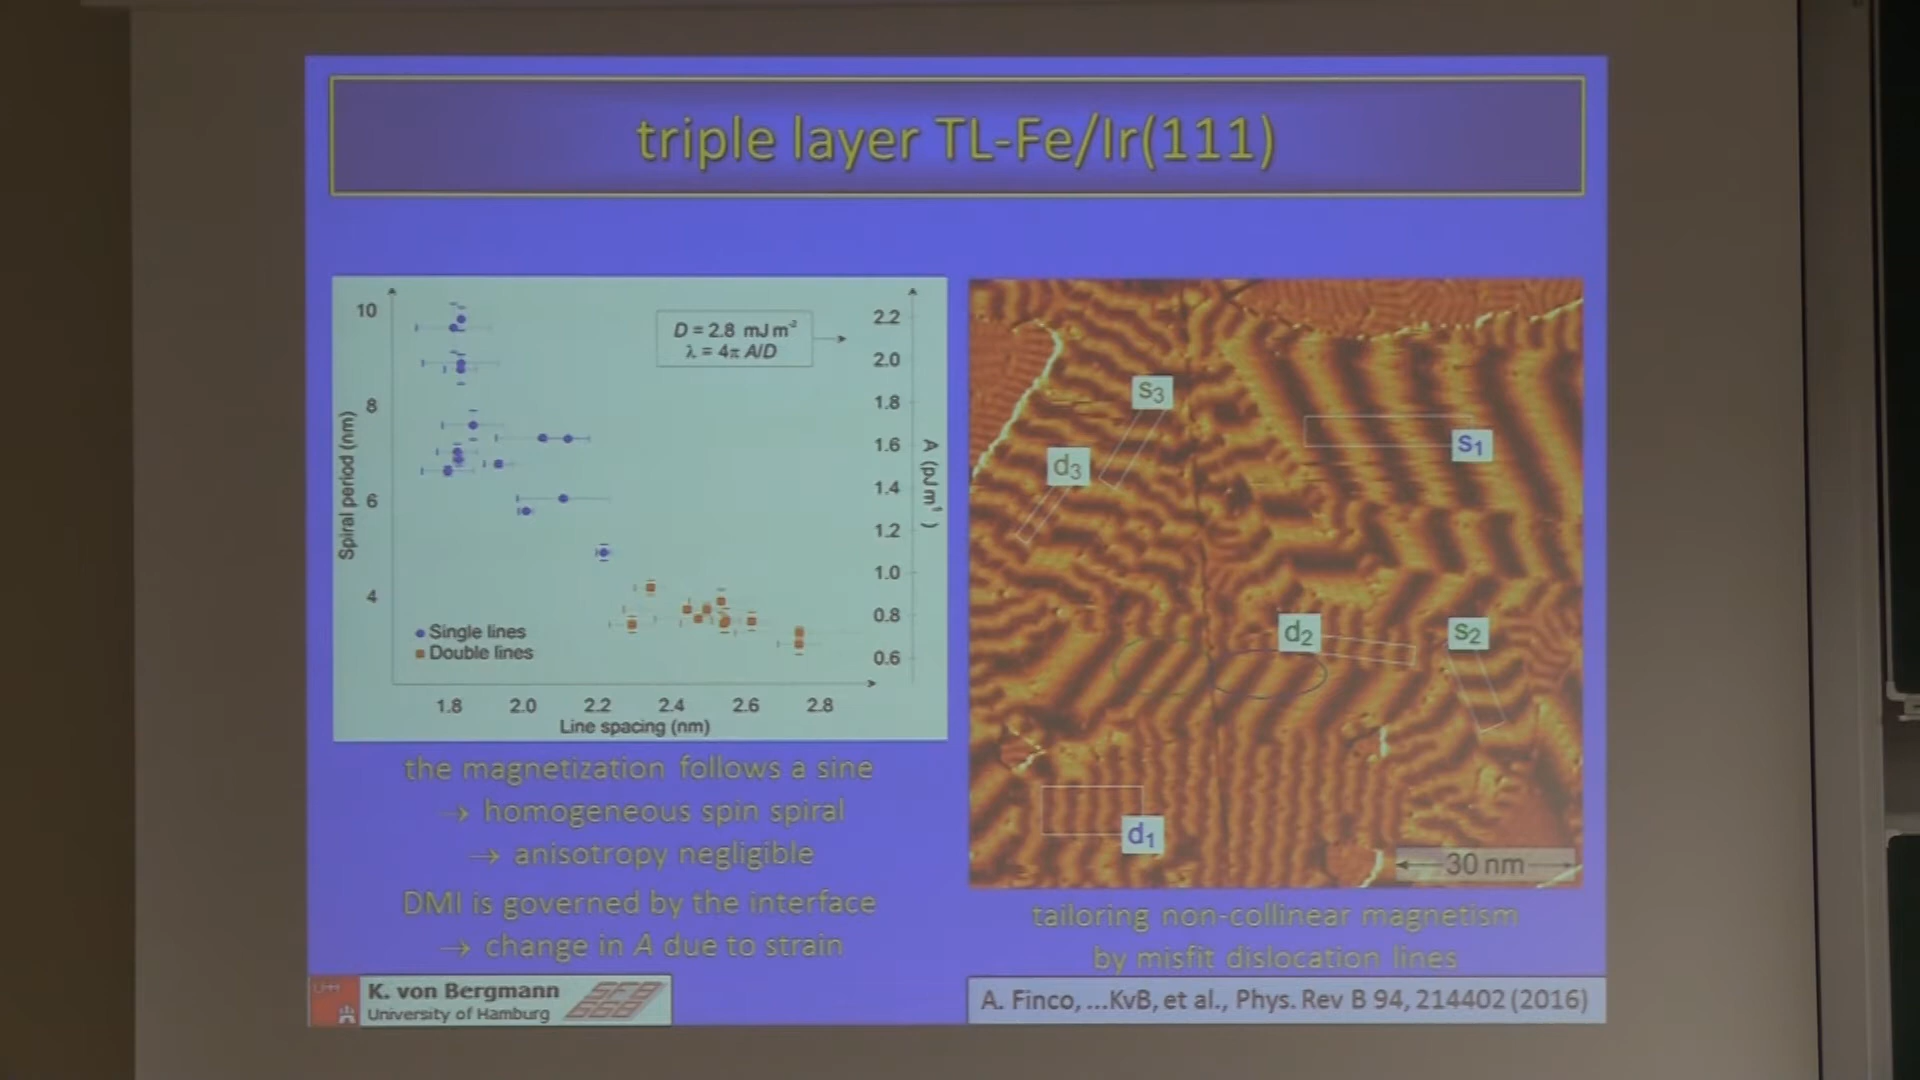 triple layer TL-Fe/Ir(111)
10
8
6
4
Spiral period (nm)
D = 2.8 mJ m⁻²
λ = 4π A/D
2.2
2.0
1.8
1.6
1.4
1.2
1.0
0.8
0.6
A (pJ m⁻¹)
Single lines
Double lines
1.8 2.0 2.2 2.4 2.6 2.8
Line spacing (nm)
s₃
d₃
s₁
d₂
s₂
d₁
30 nm
the magnetization follows a sine
→ homogeneous spin spiral
→ anisotropy negligible
DMI is governed by the interface
→ change in A due to strain
tailoring non-collinear magnetism
by misfit dislocation lines
K. von Bergmann
University of Hamburg
A. Finco, ...KvB, et al., Phys. Rev B 94, 214402 (2016)